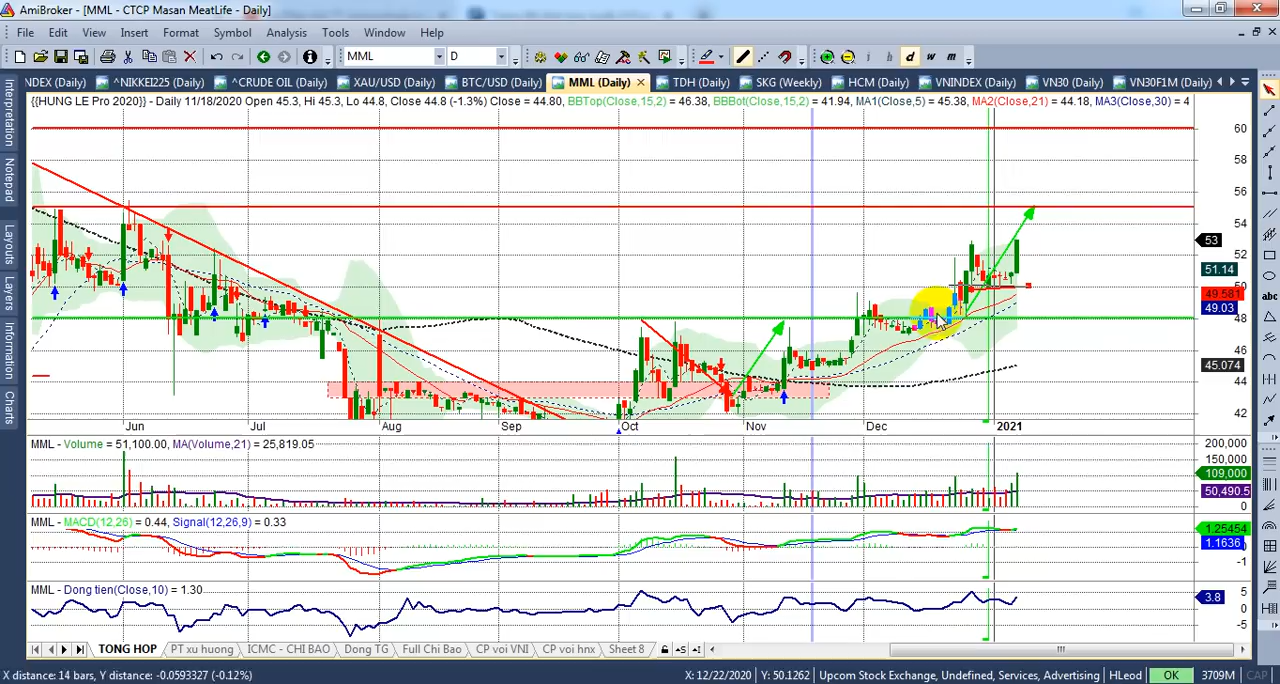 AmiBroker - [MML - CTCP Masan MeatLife - Daily]
File Edit View Insert Format Symbol Analysis Tools Window Help
MML D d w m
NDEX (Daily) ^NIKKEI225 (Daily) ^CRUDE OIL (Daily) XAU/USD (Daily) BTC/USD (Daily) MML (Daily) TDH (Daily) SKG (Weekly) HCM (Daily) VNINDEX (Daily) VN30 (Daily) VN30F1M (Daily)
{{HUNG LE Pro 2020}} - Daily 11/18/2020 Open 45.3, Hi 45.3, Lo 44.8, Close 44.8 (-1.3%) Close = 44.80, BBTop(Close,15,2) = 46.38, BBBot(Close,15,2) = 41.94, MA1(Close,5) = 45.38, MA2(Close,21) = 44.18, MA3(Close,30) = 4
Interpretation
Notepad
Layouts
Layers
Information
Charts
60
58
56
54
53
52
51.14
50
49.581
49.03
48
46
45.074
44
42
Jun Jul Aug Sep Oct Nov Dec 2021
MML - Volume = 51,100.00, MA(Volume,21) = 25,819.05
200,000
150,000
109,000
50,490.5
MML - MACD(12,26) = 0.44, Signal(12,26,9) = 0.33
1.25454
1.1636
-1
MML - Dong tien(Close,10) = 1.30
5
3.8
0
-5
TONG HOP PT xu huong ICMC - CHI BAO Dong TG Full Chi Bao CP voi VNI CP voi hnx Sheet 8
X distance: 14 bars, Y distance: -0.0593327 (-0.12%) X: 12/22/2020 Y: 50.1262 Upcom Stock Exchange, Undefined, Services, Advertising HLeod OK 3709M CAP
abc